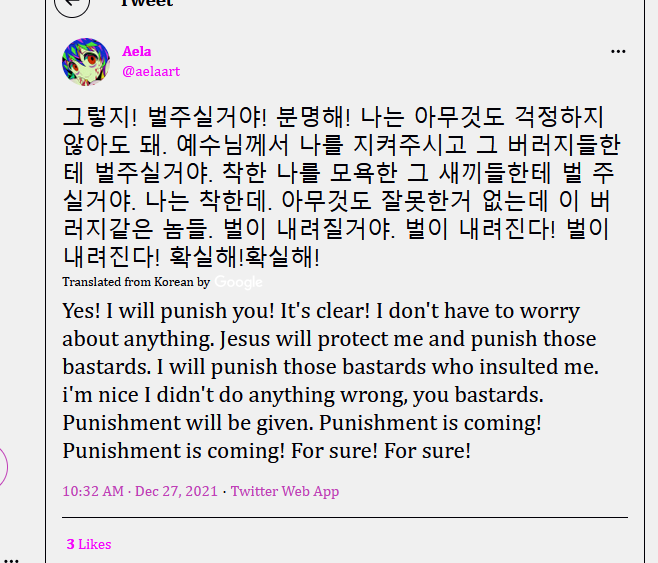 Tweet
Aela
@aelaart
그렇지! 벌주실거야! 분명해! 나는 아무것도 걱정하지
않아도 돼. 예수님께서 나를 지켜주시고 그 버러지들한
테 벌주실거야. 착한 나를 모욕한 그 새끼들한테 벌 주
실거야. 나는 착한데. 아무것도 잘못한거 없는데 이 버
러지같은 놈들. 벌이 내려질거야. 벌이 내려진다! 벌이
내려진다! 확실해!확실해!
Translated from Korean by Google
Yes! I will punish you! It's clear! I don't have to worry
about anything. Jesus will protect me and punish those
bastards. I will punish those bastards who insulted me.
i'm nice I didn't do anything wrong, you bastards.
Punishment will be given. Punishment is coming!
Punishment is coming! For sure! For sure!
10:32 AM · Dec 27, 2021 · Twitter Web App
3 Likes